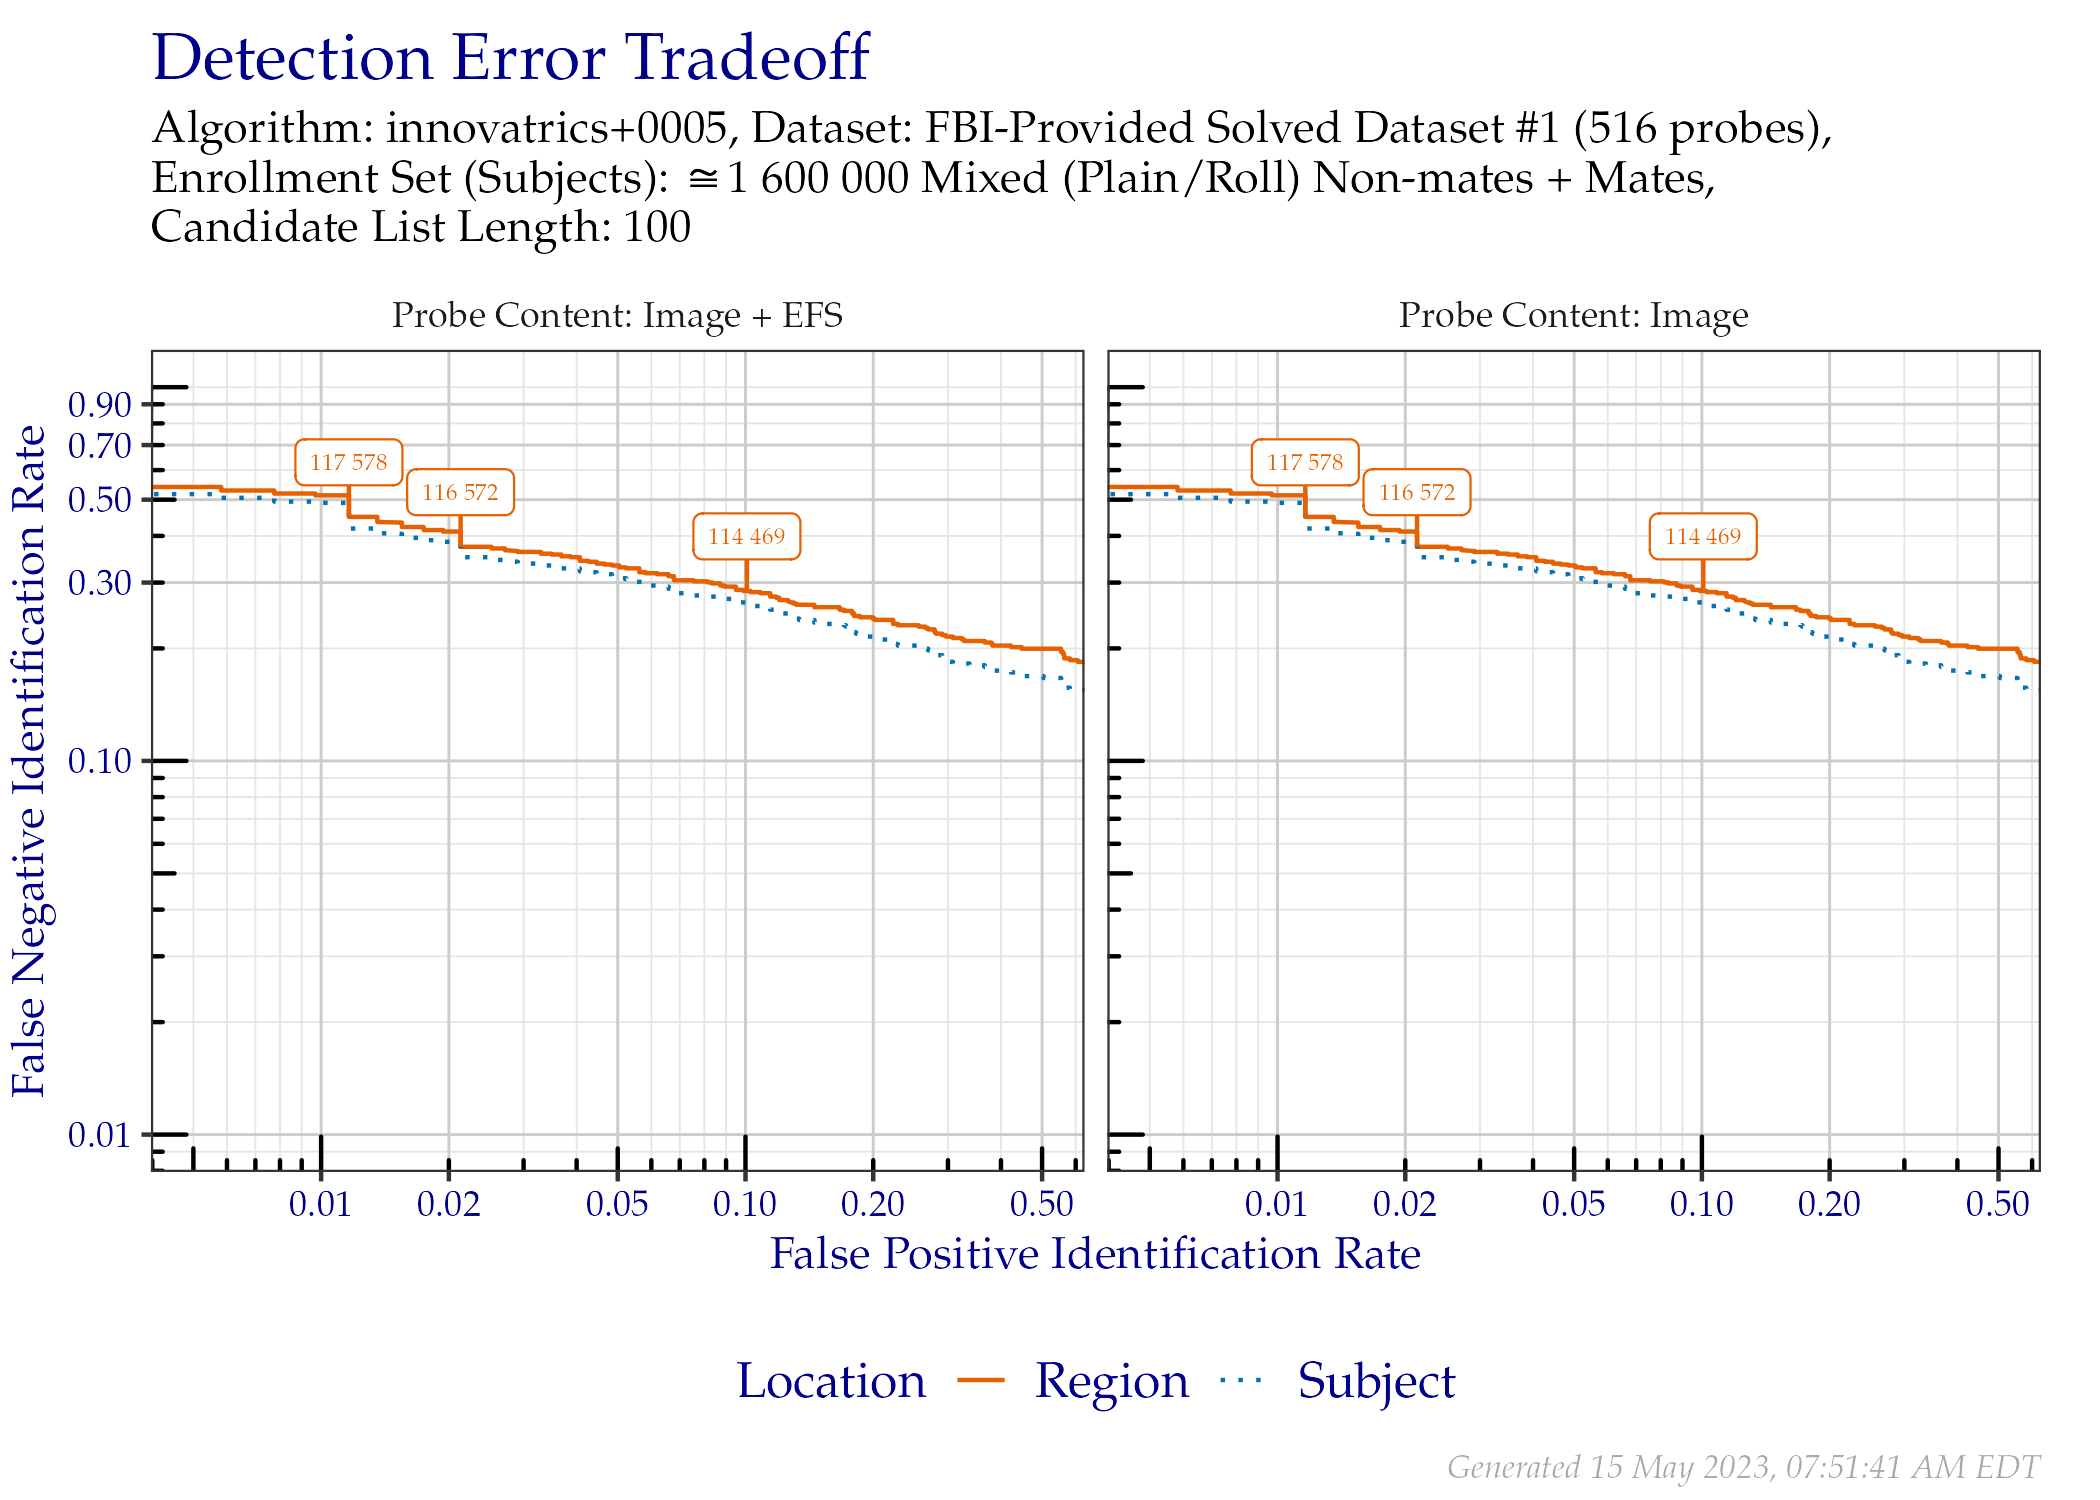 Detection Error Tradeoff
Algorithm: innovatrics+0005, Dataset: FBI-Provided Solved Dataset #1 (516 probes),
Enrollment Set (Subjects): ≅ 1 600 000 Mixed (Plain/Roll) Non-mates + Mates,
Candidate List Length: 100
Probe Content: Image + EFS
Probe Content: Image
False Negative Identification Rate
0.90
0.70
0.50
0.30
0.10
0.01
117 578
116 572
114 469
117 578
116 572
114 469
0.01 0.02 0.05 0.10 0.20 0.50
0.01 0.02 0.05 0.10 0.20 0.50
False Positive Identification Rate
Location Region Subject
Generated 15 May 2023, 07:51:41 AM EDT